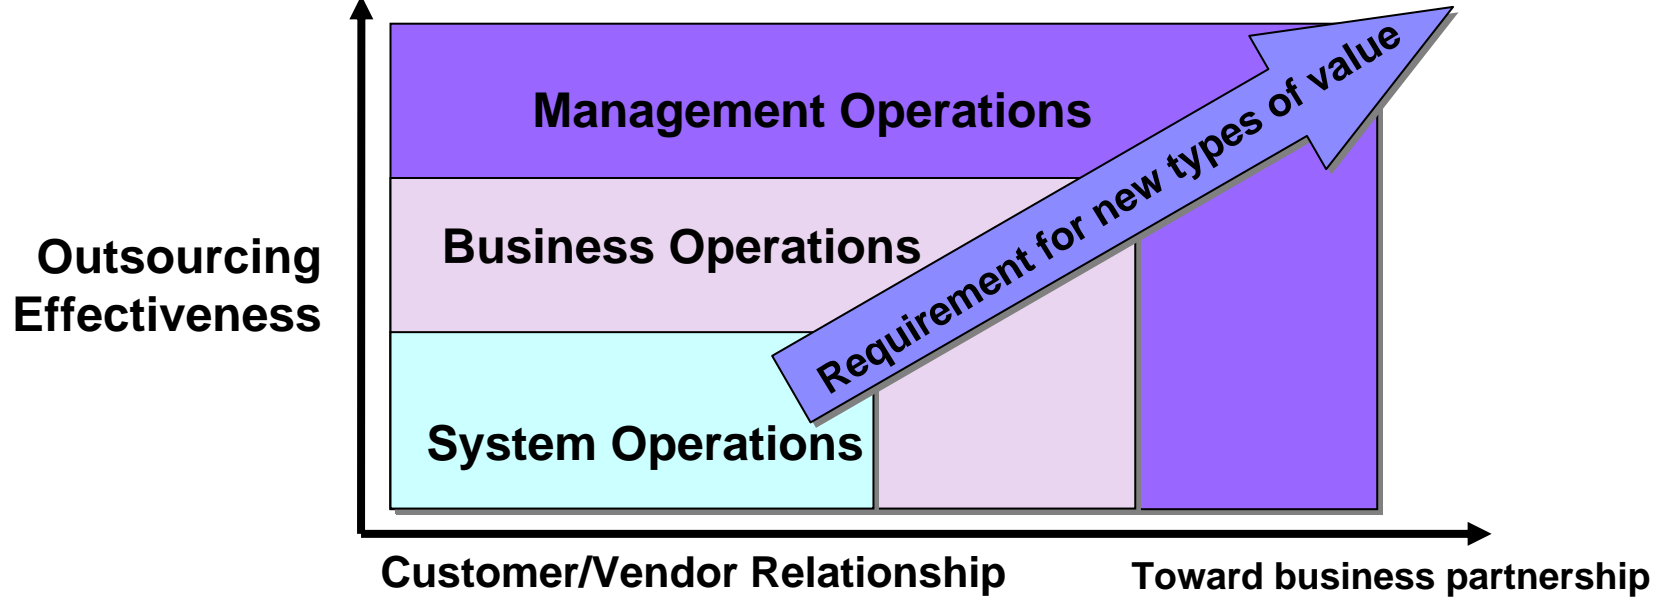 Management Operations
Requirement for new types of value
Business Operations
Outsourcing
Effectiveness
System Operations
Customer/Vendor Relationship
Toward business partnership